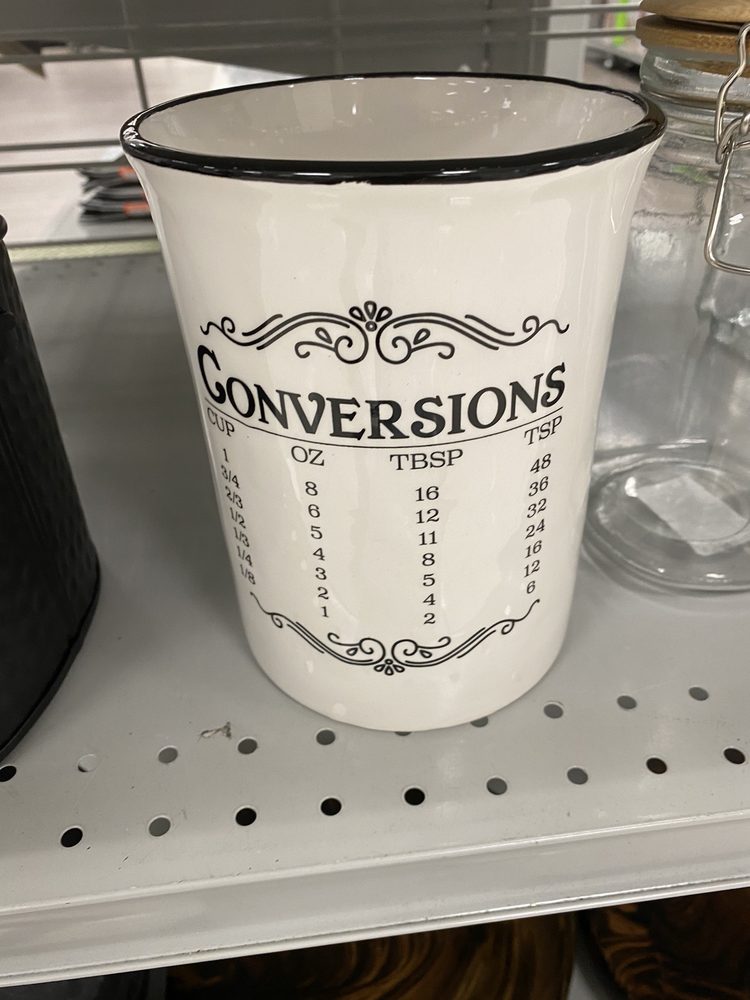 CONVERSIONS
CUP OZ TBSP TSP
1 8 16 48
3/4 6 12 36
2/3 5 11 32
1/2 4 8 24
1/3 3 5 16
1/4 2 4 12
1/8 1 2 6